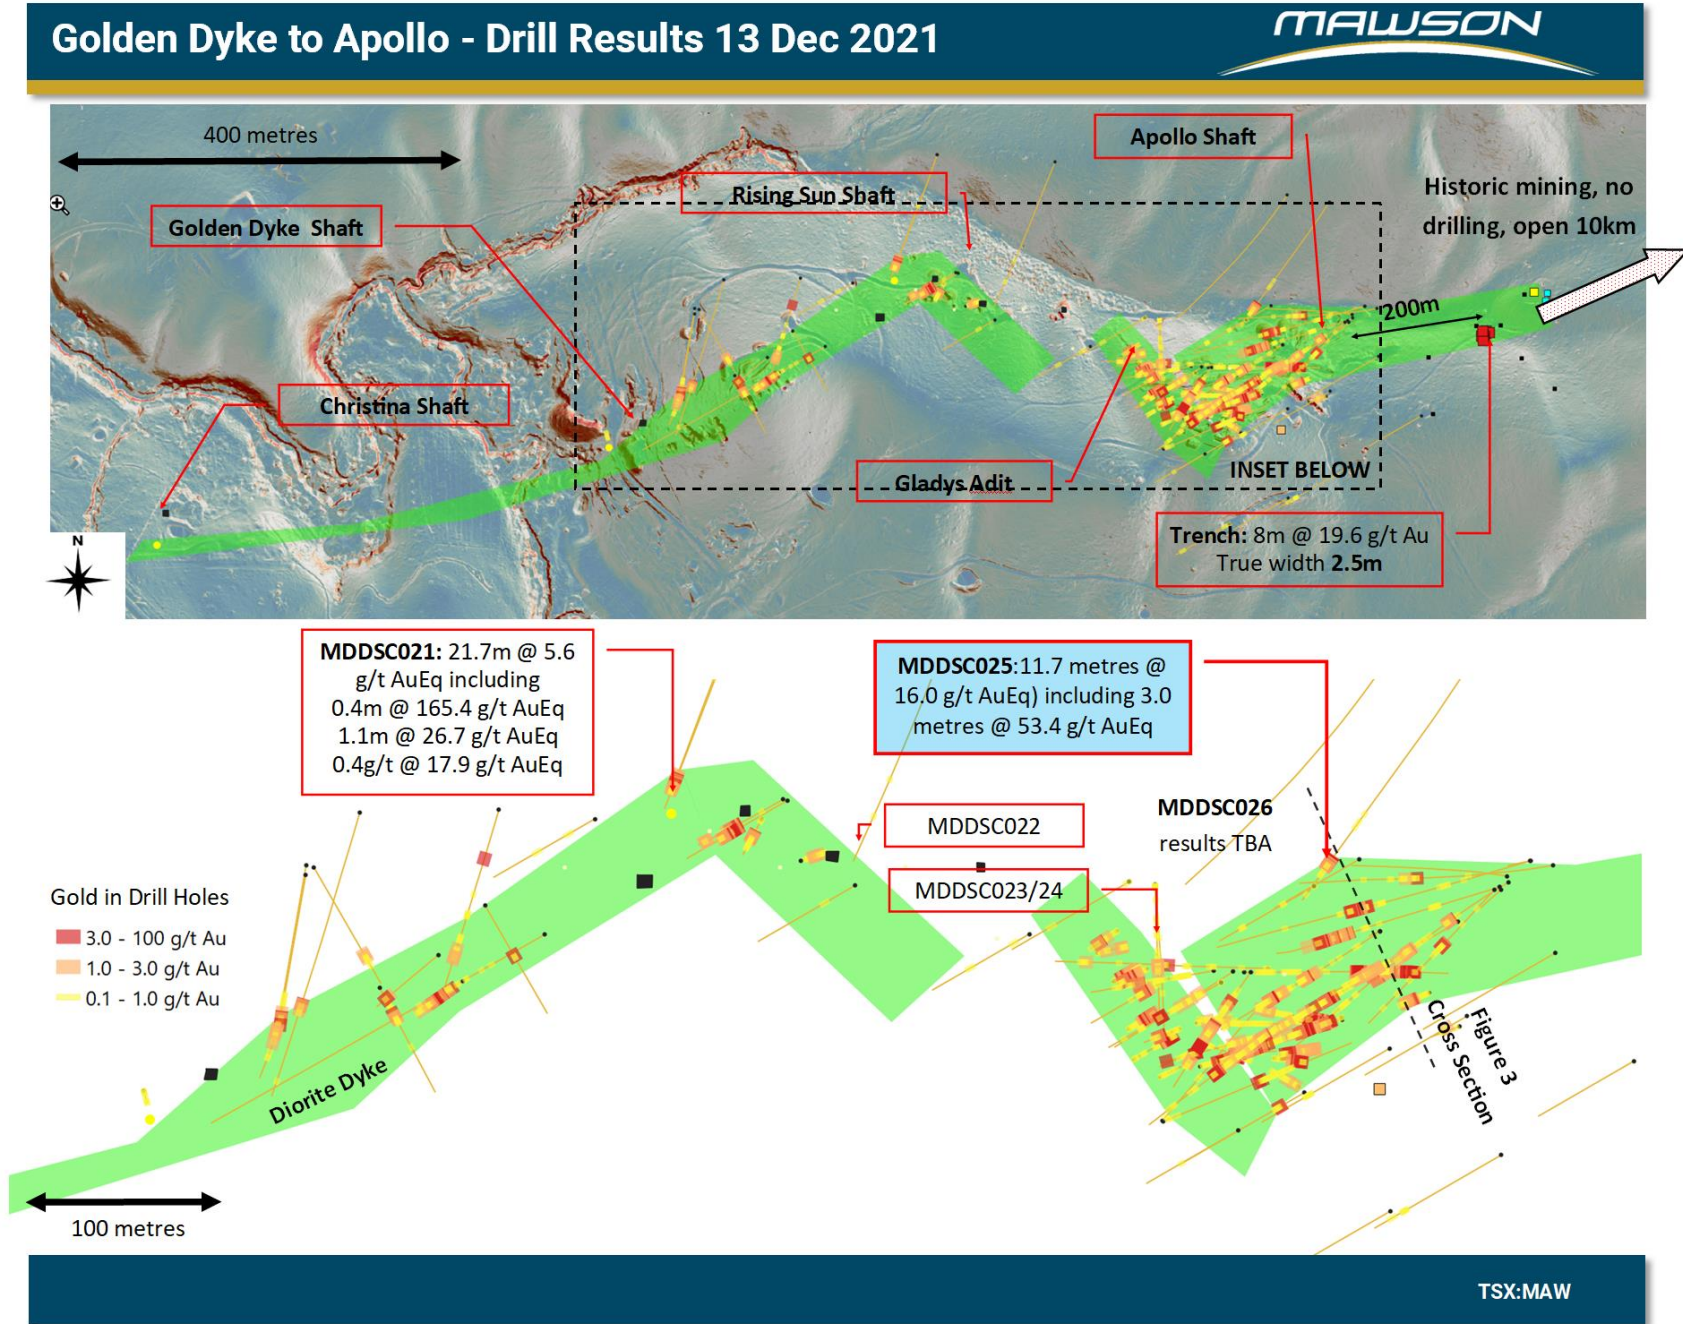 Golden Dyke to Apollo - Drill Results 13 Dec 2021
MAWSON
400 metres
Apollo Shaft
Rising Sun Shaft
Historic mining, no
drilling, open 10km
Golden Dyke Shaft
200m
Christina Shaft
INSET BELOW
Gladys Adit
Trench: 8m @ 19.6 g/t Au
True width 2.5m
N
MDDSC021: 21.7m @ 5.6
g/t AuEq including
0.4m @ 165.4 g/t AuEq
1.1m @ 26.7 g/t AuEq
0.4g/t @ 17.9 g/t AuEq
MDDSC025:11.7 metres @
16.0 g/t AuEq) including 3.0
metres @ 53.4 g/t AuEq
MDDSC022
MDDSC026
results TBA
MDDSC023/24
Gold in Drill Holes
3.0 - 100 g/t Au
1.0 - 3.0 g/t Au
0.1 - 1.0 g/t Au
Diorite Dyke
Figure 3
Cross Section
100 metres
TSX:MAW